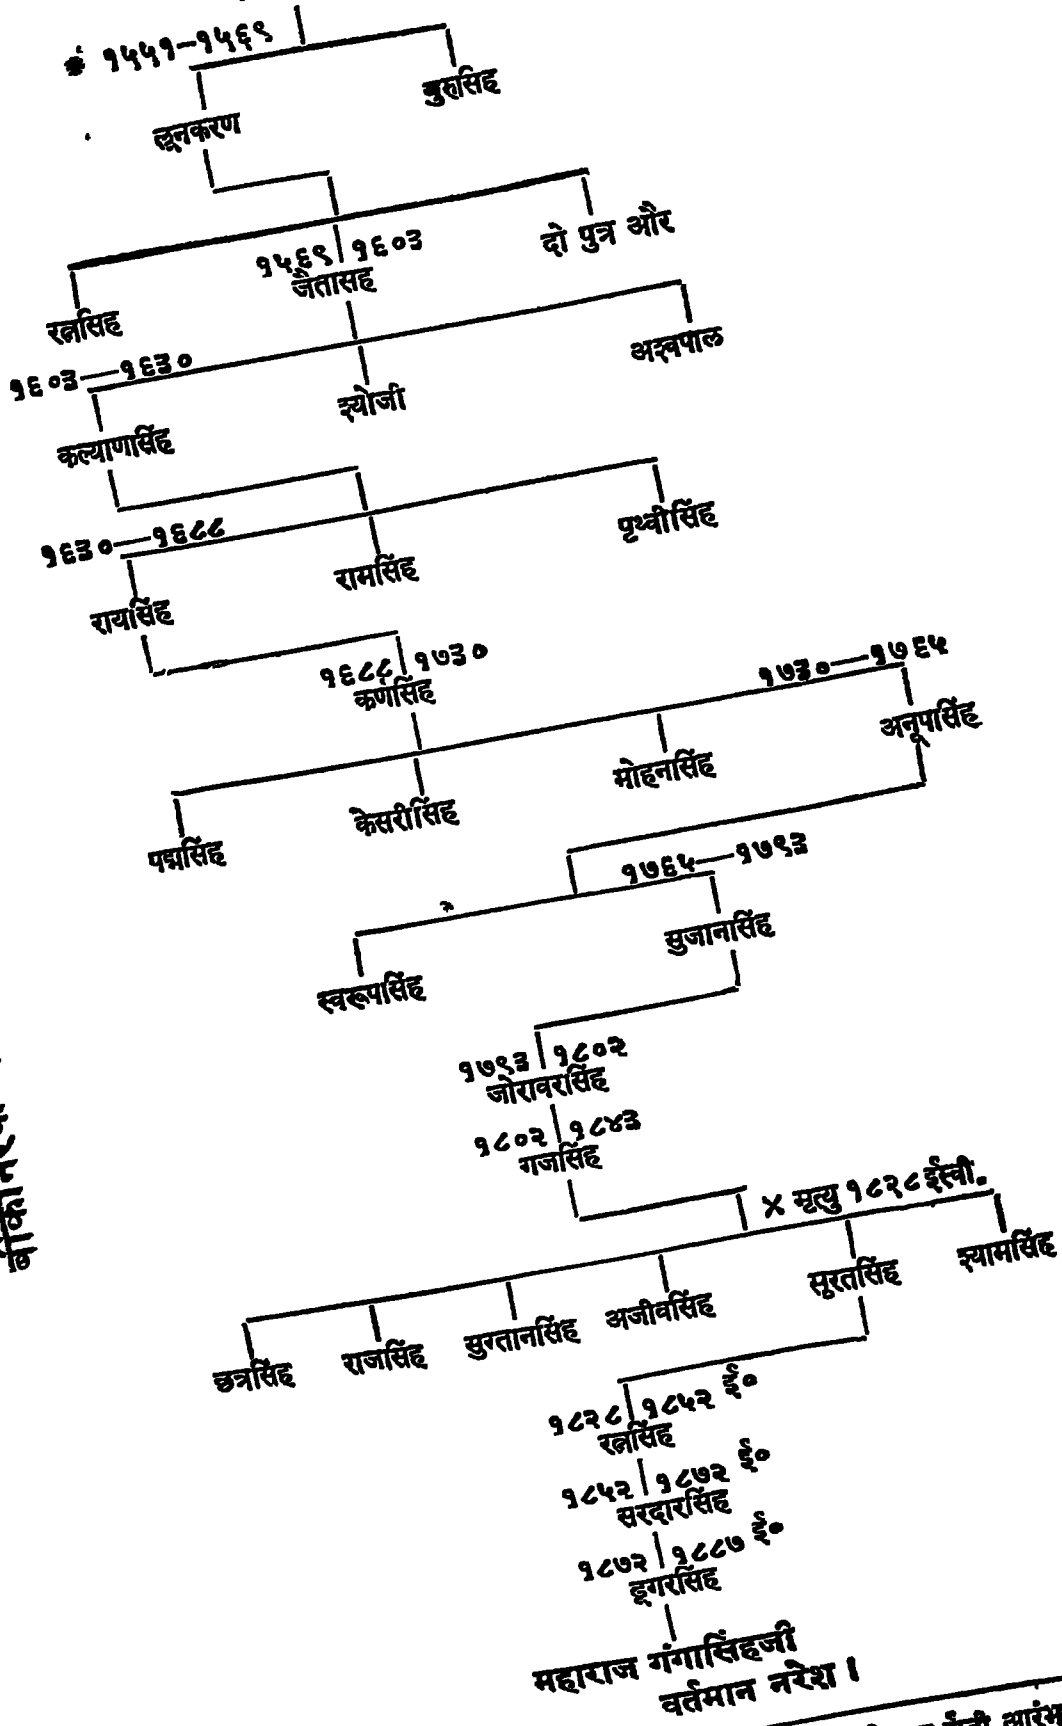 सं १५५१–१५६९
बुरुसिंह
लूनकरण
दो पुत्र और
१५६९ १६०३
जैतासह
रत्नसिंह
अश्वपाल
१६०३—१६३०
श्योजी
कल्याणसिंह
पृथ्वीसिंह
१६३०—१६८८
रामसिंह
रायसिंह
१६८८ १७३०
कर्णसिंह
१७३०—१७६५
अनूपसिंह
मोहनसिंह
केसरीसिंह
पद्मसिंह
१७६५—१७९३
सुजानसिंह
स्वरूपसिंह
१७९३ १८०२
जोरावरसिंह
१८०२ १८४३
गजसिंह
× मृत्यु १८२८ ईस्वी.
श्यामसिंह
सूरतसिंह
अजीवसिंह
सुरतानसिंह
राजसिंह
छत्रसिंह
१८२८ १८५२ ई०
रत्नसिंह
१८५२ १८७२ ई०
सरदारसिंह
१८७२ १८८७ ई०
डूगरसिंह
महाराज गंगासिंहजी
वर्तमान नरेश ।